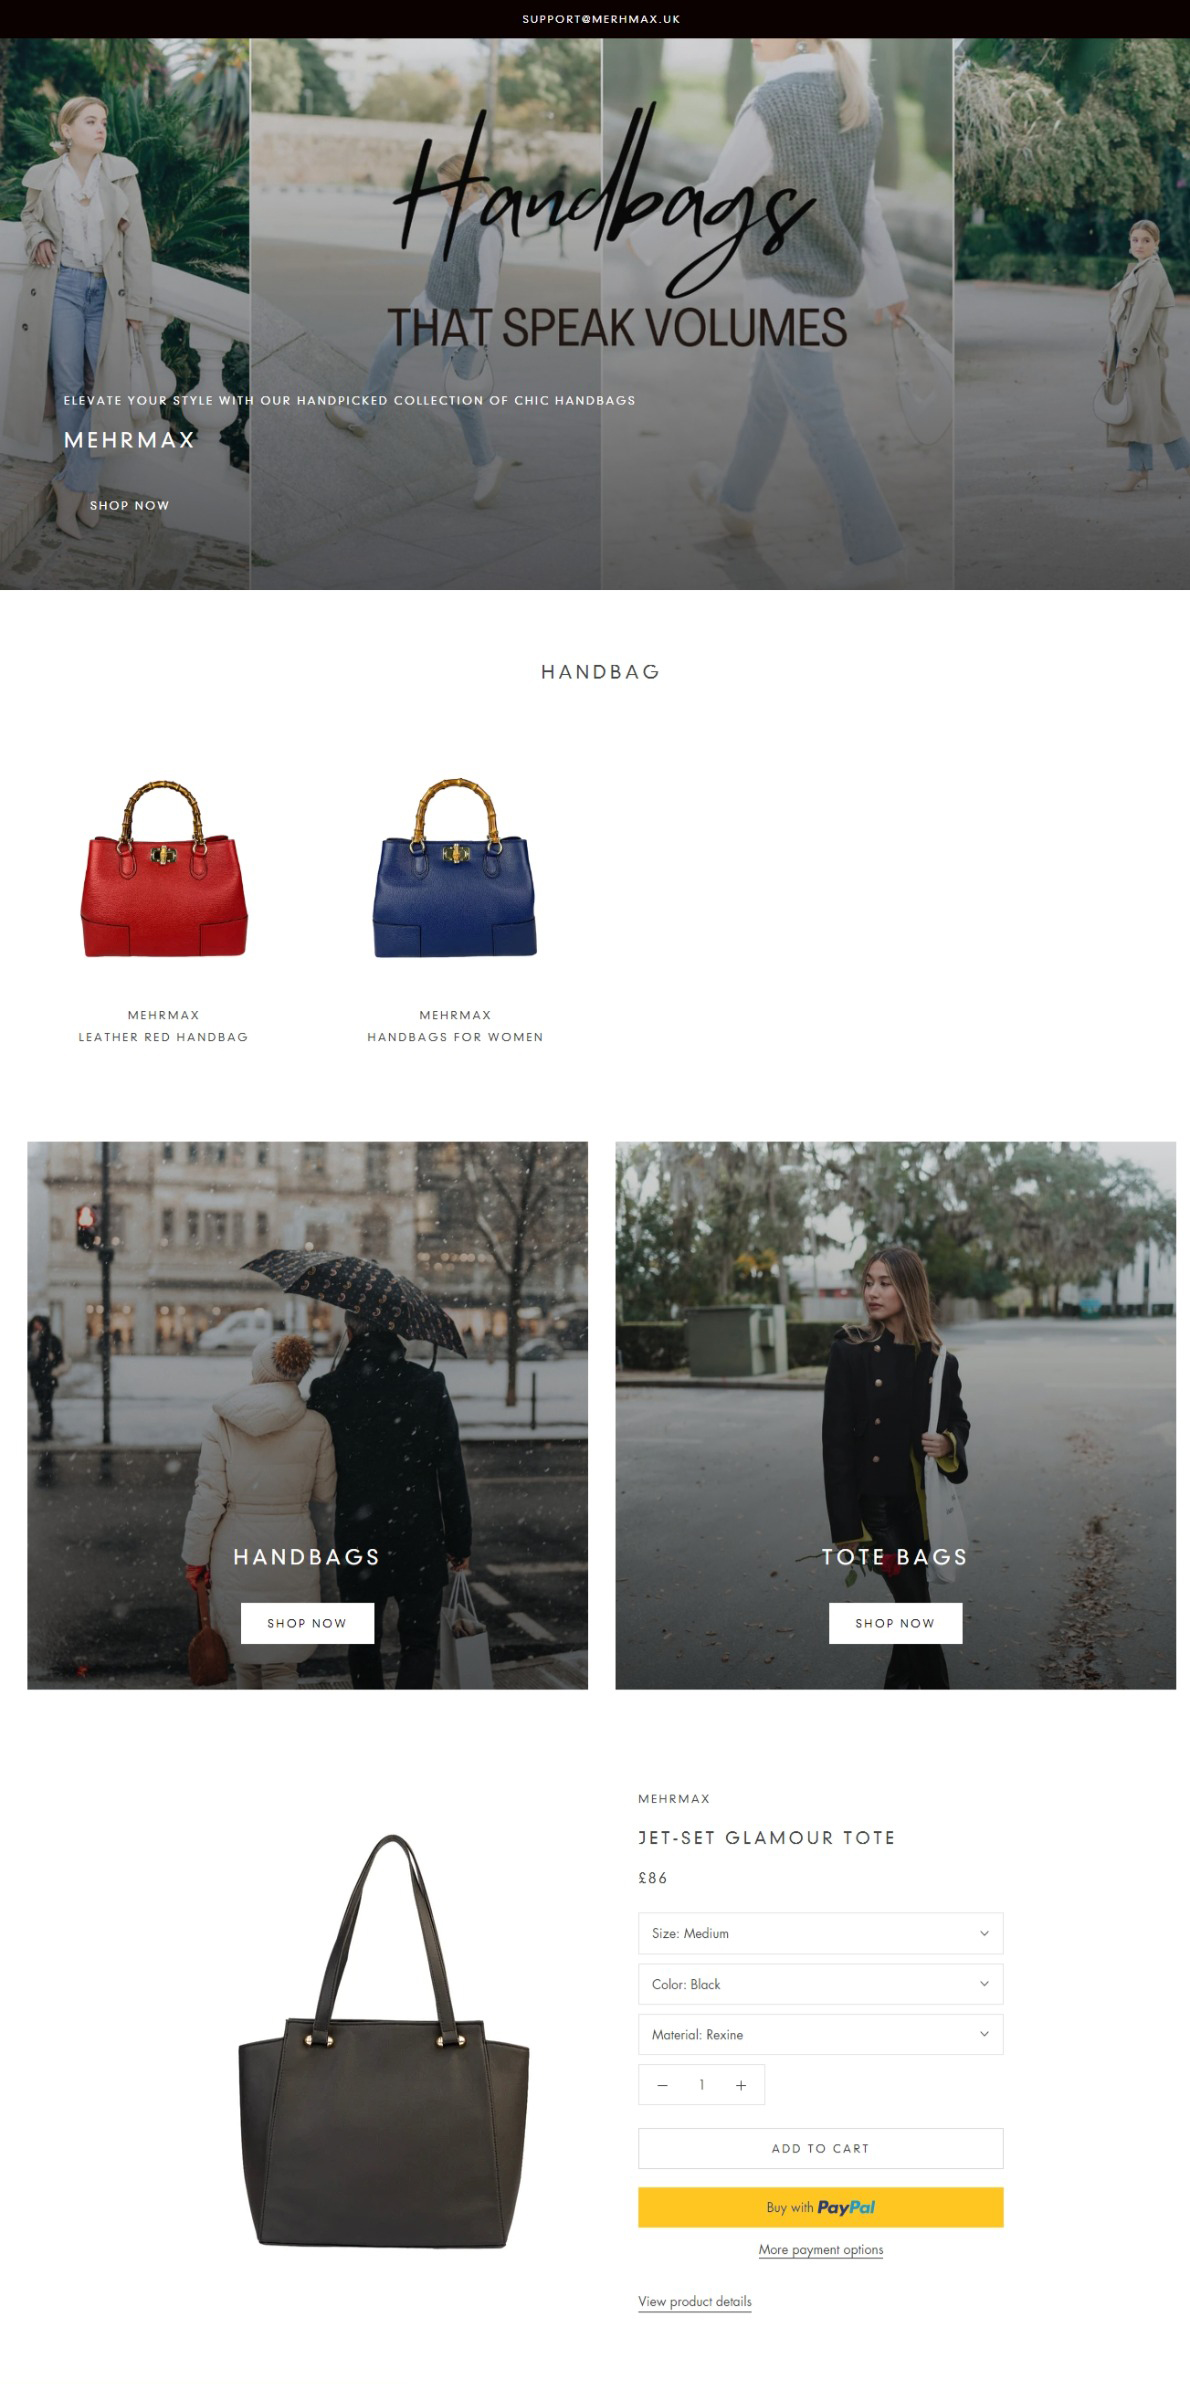 SUPPORT@MERHMAX.UK
Handbags
THAT SPEAK VOLUMES
ELEVATE YOUR STYLE WITH OUR HANDPICKED COLLECTION OF CHIC HANDBAGS
MEHRMAX
SHOP NOW
HANDBAG
MEHRMAX
LEATHER RED HANDBAG
MEHRMAX
HANDBAGS FOR WOMEN
HANDBAGS
SHOP NOW
TOTE BAGS
SHOP NOW
MEHRMAX
JET-SET GLAMOUR TOTE
£86
Size: Medium
Color: Black
Material: Rexine
− 1 +
ADD TO CART
Buy with PayPal
More payment options
View product details